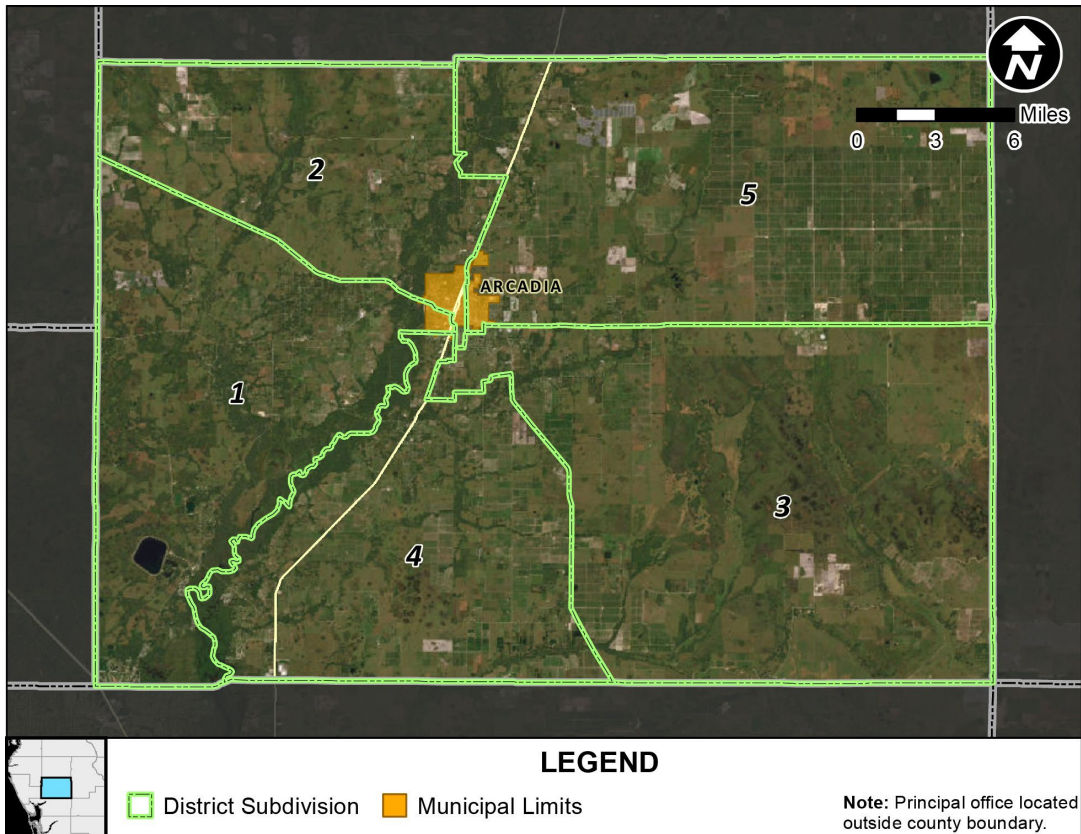 N
Miles
0 3 6
2
5
ARCADIA
1
3
4
LEGEND
District Subdivision
Municipal Limits
Note: Principal office located
outside county boundary.